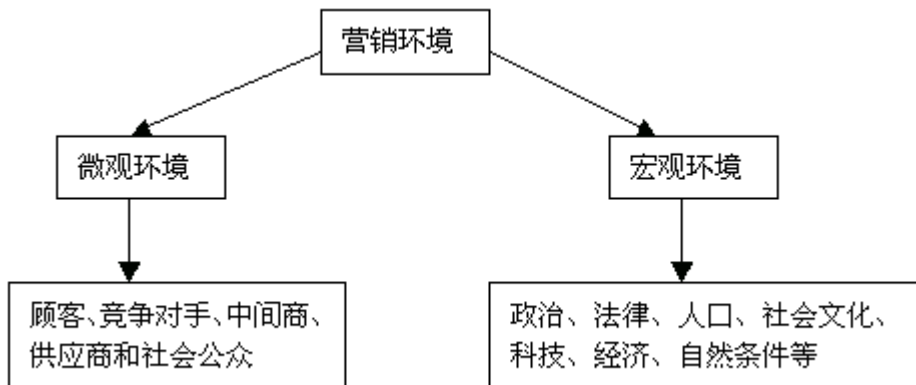 营销环境
微观环境
宏观环境
顾客、竞争对手、中间商、
供应商和社会公众
政治、法律、人口、社会文化、
科技、经济、自然条件等